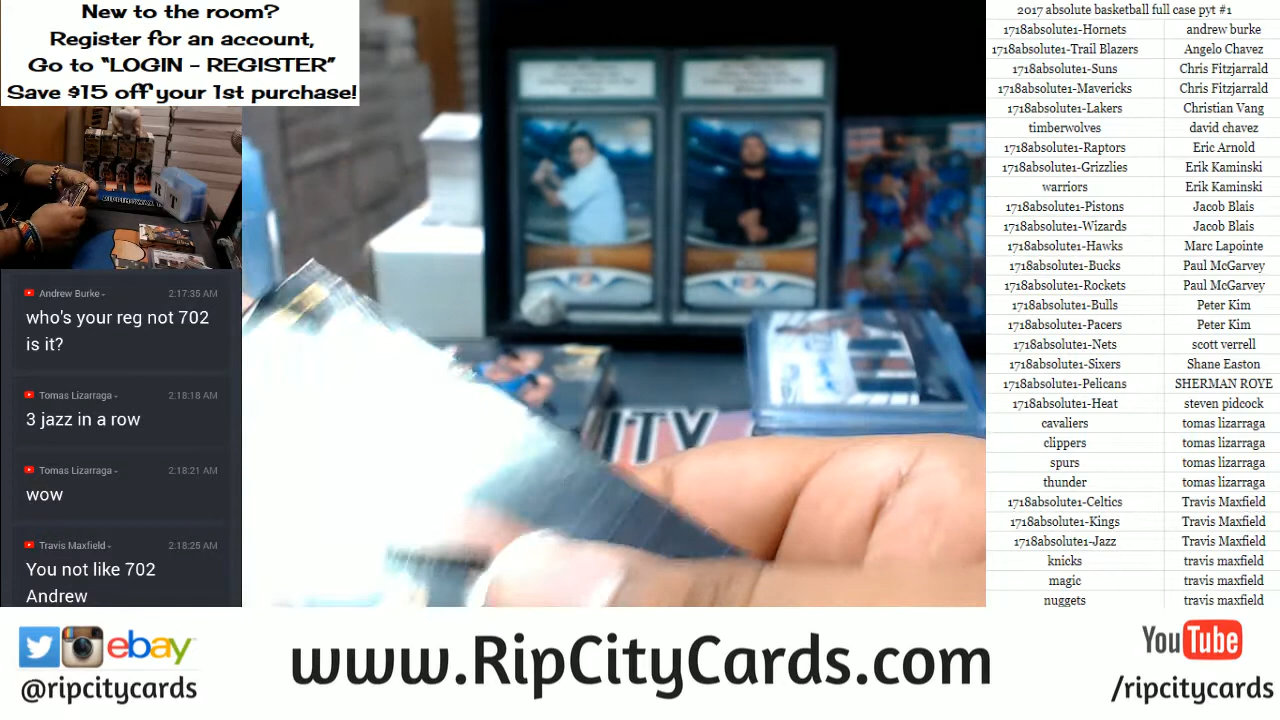 New to the room?
Register for an account,
Go to "LOGIN - REGISTER"
Save $15 off your 1st purchase!
Andrew Burke 2:17:35 AM
who's your reg not 702
is it?
Tomas Lizarraga 2:18:18 AM
3 jazz in a row
Tomas Lizarraga 2:18:21 AM
wow
Travis Maxfield 2:18:25 AM
You not like 702
Andrew
ITY
2017 absolute basketball full case pyt #1
1718absolute1-Hornets andrew burke
1718absolute1-Trail Blazers Angelo Chavez
1718absolute1-Suns Chris Fitzjarrald
1718absolute1-Mavericks Chris Fitzjarrald
1718absolute1-Lakers Christian Vang
timberwolves david chavez
1718absolute1-Raptors Eric Arnold
1718absolute1-Grizzlies Erik Kaminski
warriors Erik Kaminski
1718absolute1-Pistons Jacob Blais
1718absolute1-Wizards Jacob Blais
1718absolute1-Hawks Marc Lapointe
1718absolute1-Bucks Paul McGarvey
1718absolute1-Rockets Paul McGarvey
1718absolute1-Bulls Peter Kim
1718absolute1-Pacers Peter Kim
1718absolute1-Nets scott verrell
1718absolute1-Sixers Shane Easton
1718absolute1-Pelicans SHERMAN ROYE
1718absolute1-Heat steven pidcock
cavaliers tomas lizarraga
clippers tomas lizarraga
spurs tomas lizarraga
thunder tomas lizarraga
1718absolute1-Celtics Travis Maxfield
1718absolute1-Kings Travis Maxfield
1718absolute1-Jazz Travis Maxfield
knicks travis maxfield
magic travis maxfield
nuggets travis maxfield
ebay
@ripcitycards
www.RipCityCards.com
YouTube
/ripcitycards